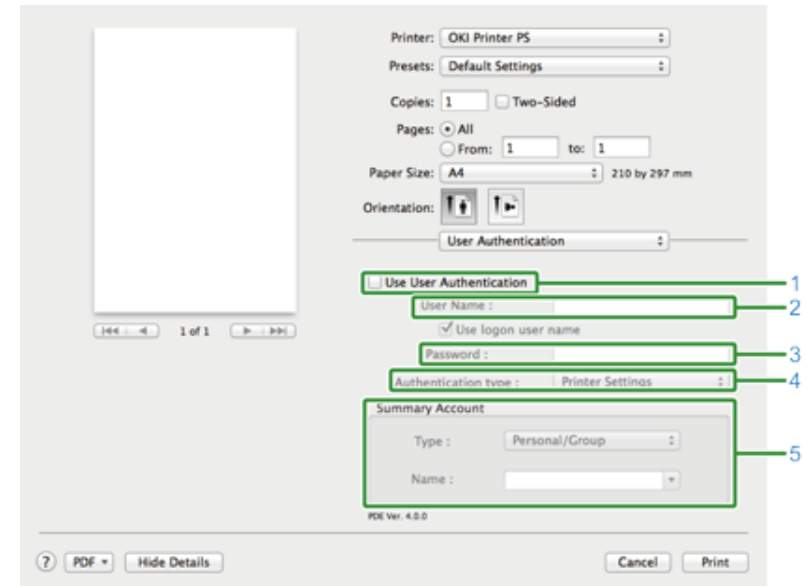 Printer: OKI Printer PS
Presets: Default Settings
Copies: 1 Two-Sided
Pages: All
From: 1 to: 1
Paper Size: A4 210 by 297 mm
Orientation:
User Authentication
Use User Authentication 1
User Name : 2
1 of 1 Use logon user name
Password : 3
Authentication type : Printer Settings 4
Summary Account
Type : Personal/Group
5
Name :
PDE Ver. 4.0.0
? PDF Hide Details Cancel Print